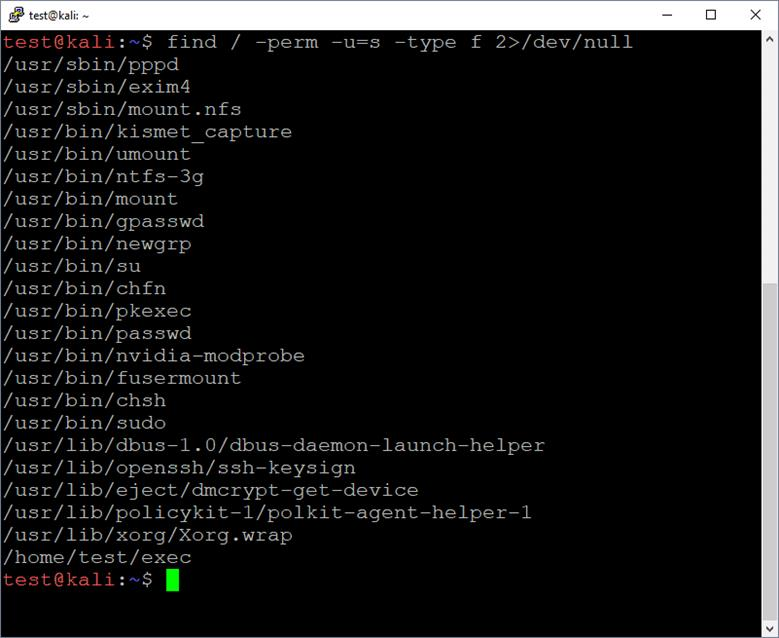 test@kali: ~
test@kali:~$ find / -perm -u=s -type f 2>/dev/null
/usr/sbin/pppd
/usr/sbin/exim4
/usr/sbin/mount.nfs
/usr/bin/kismet_capture
/usr/bin/umount
/usr/bin/ntfs-3g
/usr/bin/mount
/usr/bin/gpasswd
/usr/bin/newgrp
/usr/bin/su
/usr/bin/chfn
/usr/bin/pkexec
/usr/bin/passwd
/usr/bin/nvidia-modprobe
/usr/bin/fusermount
/usr/bin/chsh
/usr/bin/sudo
/usr/lib/dbus-1.0/dbus-daemon-launch-helper
/usr/lib/openssh/ssh-keysign
/usr/lib/eject/dmcrypt-get-device
/usr/lib/policykit-1/polkit-agent-helper-1
/usr/lib/xorg/Xorg.wrap
/home/test/exec
test@kali:~$